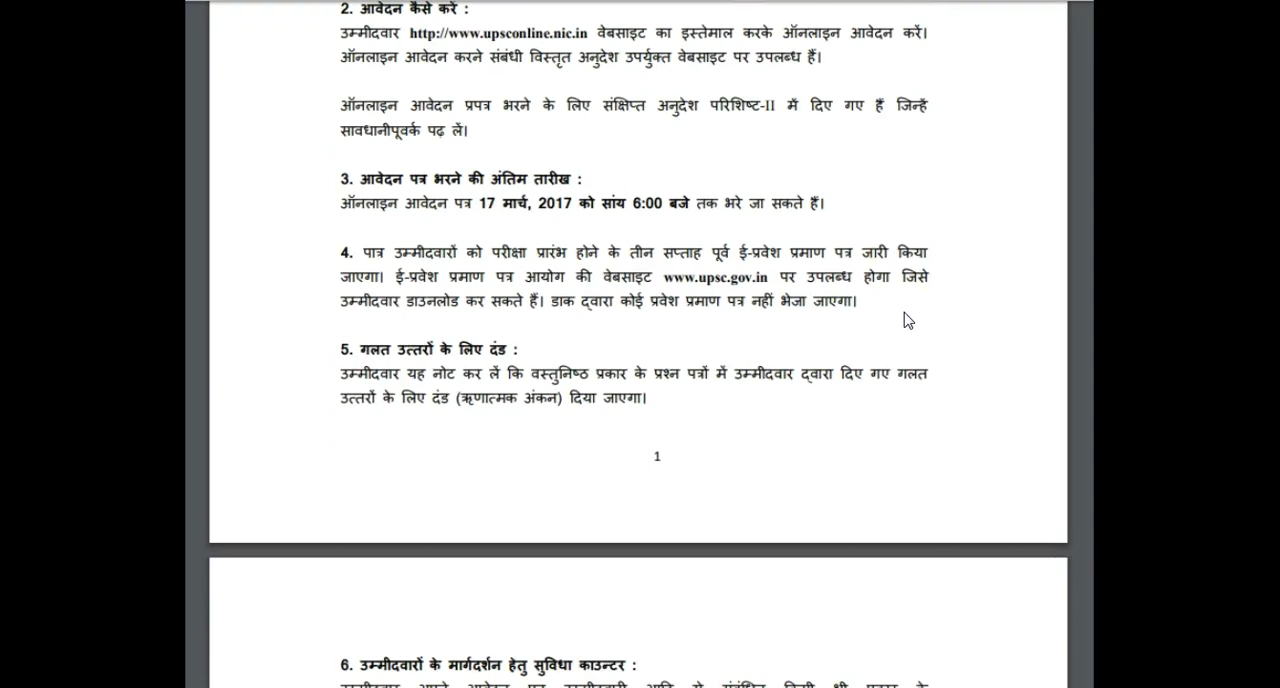 2. आवेदन कैसे करें :
उम्मीदवार http://www.upsconline.nic.in वेबसाइट का इस्तेमाल करके ऑनलाइन आवेदन करें।
ऑनलाइन आवेदन करने संबंधी विस्तृत अनुदेश उपर्युक्त वेबसाइट पर उपलब्ध हैं।
ऑनलाइन आवेदन प्रपत्र भरने के लिए संक्षिप्त अनुदेश परिशिष्ट-II में दिए गए हैं जिन्हें
सावधानीपूवर्क पढ़ लें।
3. आवेदन पत्र भरने की अंतिम तारीख :
ऑनलाइन आवेदन पत्र 17 मार्च, 2017 को सांय 6:00 बजे तक भरे जा सकते हैं।
4. पात्र उम्मीदवारों को परीक्षा प्रारंभ होने के तीन सप्ताह पूर्व ई-प्रवेश प्रमाण पत्र जारी किया
जाएगा। ई-प्रवेश प्रमाण पत्र आयोग की वेबसाइट www.upsc.gov.in पर उपलब्ध होगा जिसे
उम्मीदवार डाउनलोड कर सकते हैं। डाक द्वारा कोई प्रवेश प्रमाण पत्र नहीं भेजा जाएगा।
5. गलत उत्तरों के लिए दंड :
उम्मीदवार यह नोट कर लें कि वस्तुनिष्ठ प्रकार के प्रश्न पत्रों में उम्मीदवार द्वारा दिए गए गलत
उत्तरों के लिए दंड (ऋणात्मक अंकन) दिया जाएगा।
1
6. उम्मीदवारों के मार्गदर्शन हेतु सुविधा काउन्टर :